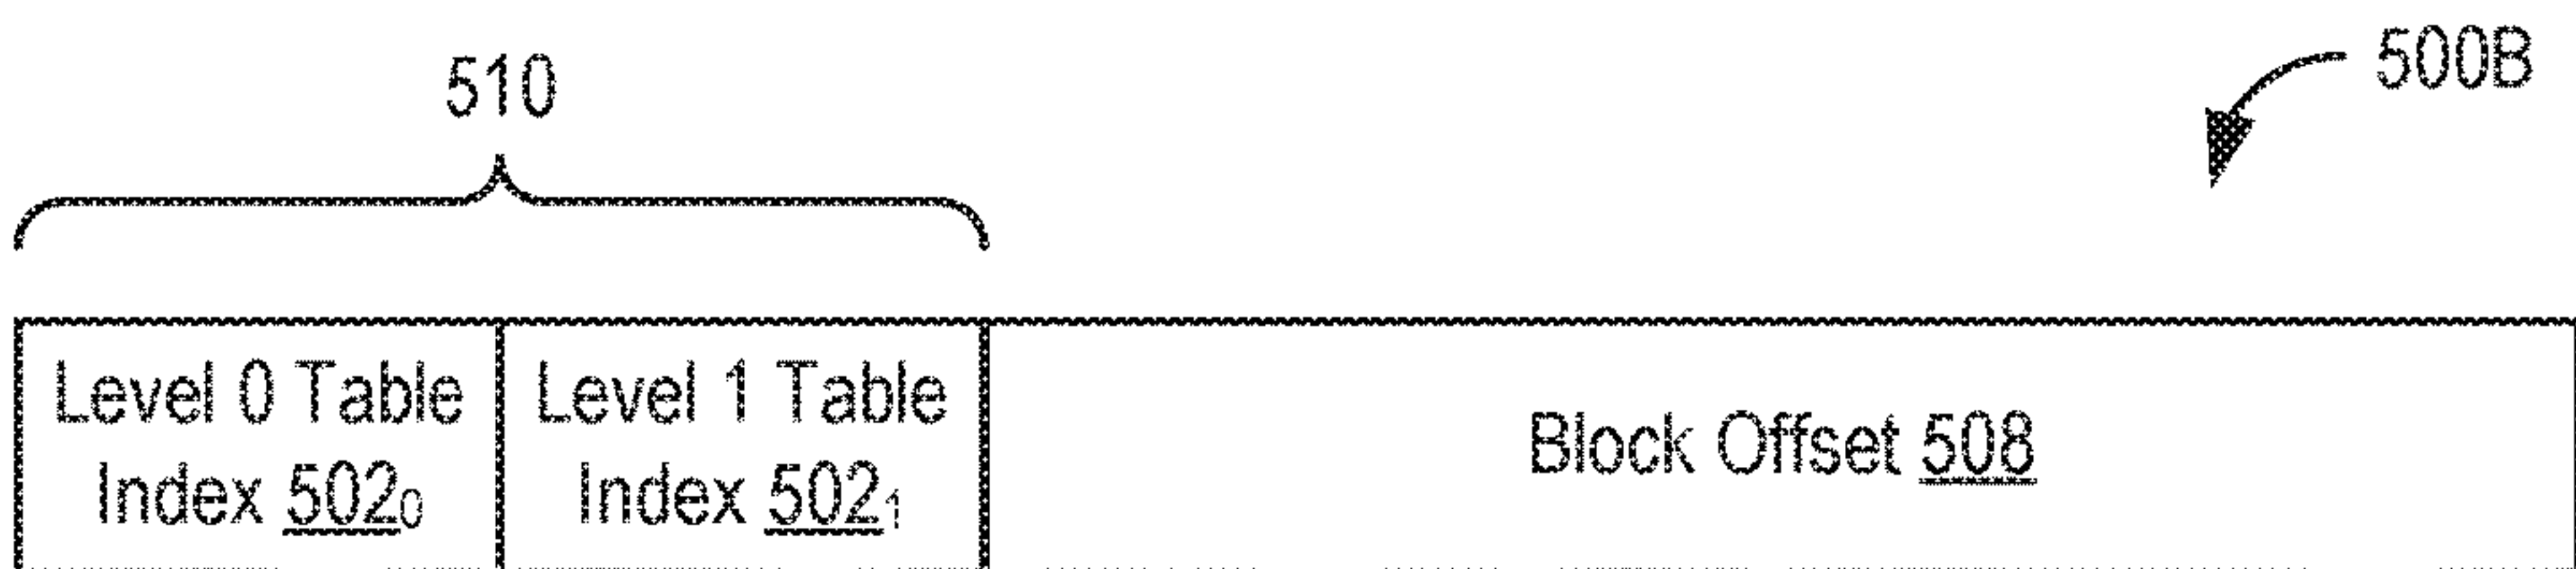 510
500B
Level 0 Table
Index 502₀
Level 1 Table
Index 502₁
Block Offset 508